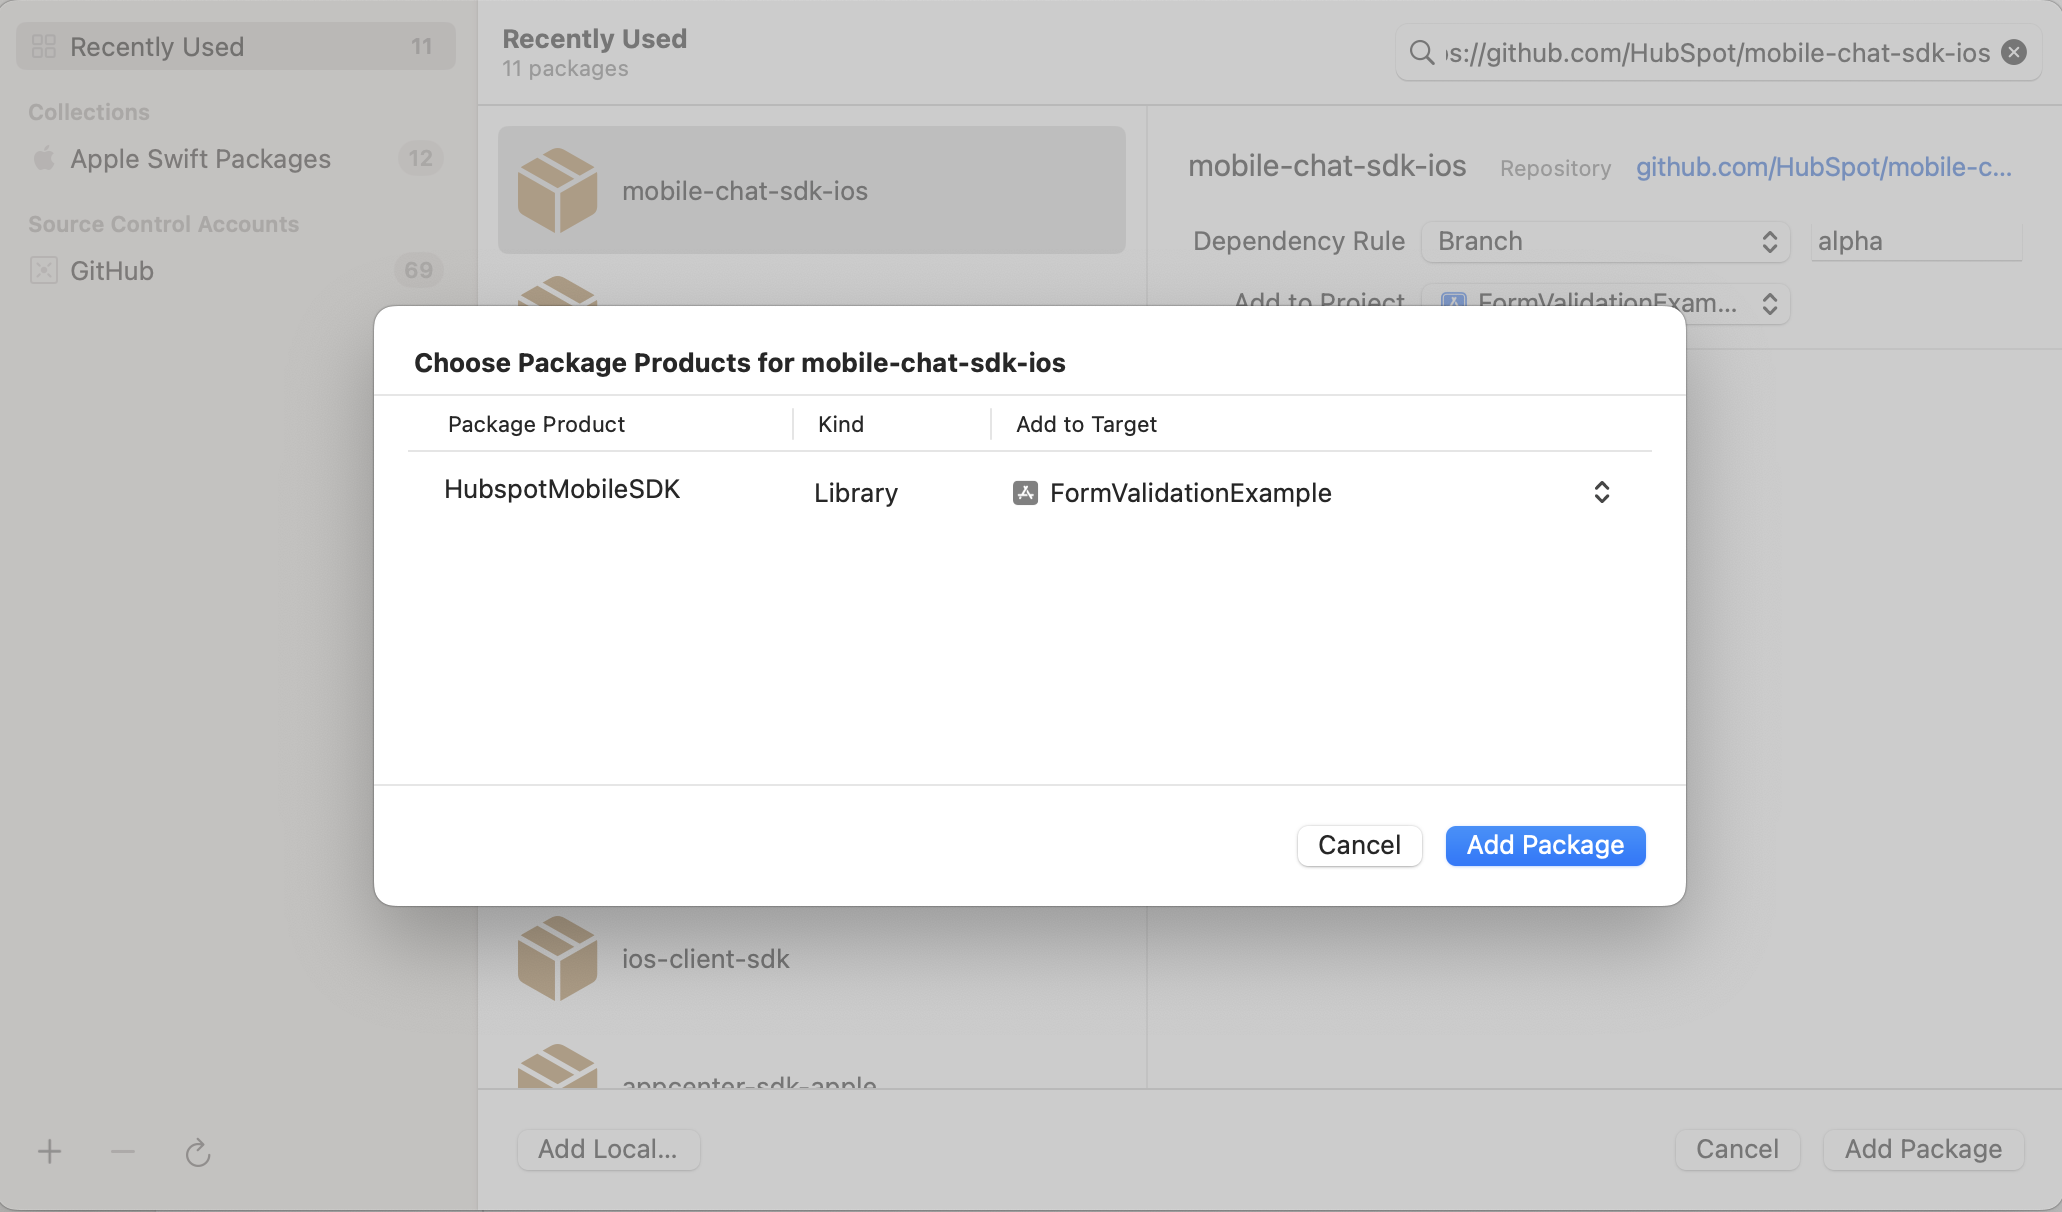 Recently Used 11
Collections
Apple Swift Packages 12
Source Control Accounts
GitHub 69
Recently Used
11 packages
s://github.com/HubSpot/mobile-chat-sdk-ios
mobile-chat-sdk-ios
mobile-chat-sdk-ios Repository github.com/HubSpot/mobile-c...
Dependency Rule Branch alpha
Add to Project FormValidationExam...
Choose Package Products for mobile-chat-sdk-ios
Package Product Kind Add to Target
HubspotMobileSDK Library FormValidationExample
Cancel Add Package
ios-client-sdk
appcenter-sdk-apple
Add Local... Cancel Add Package